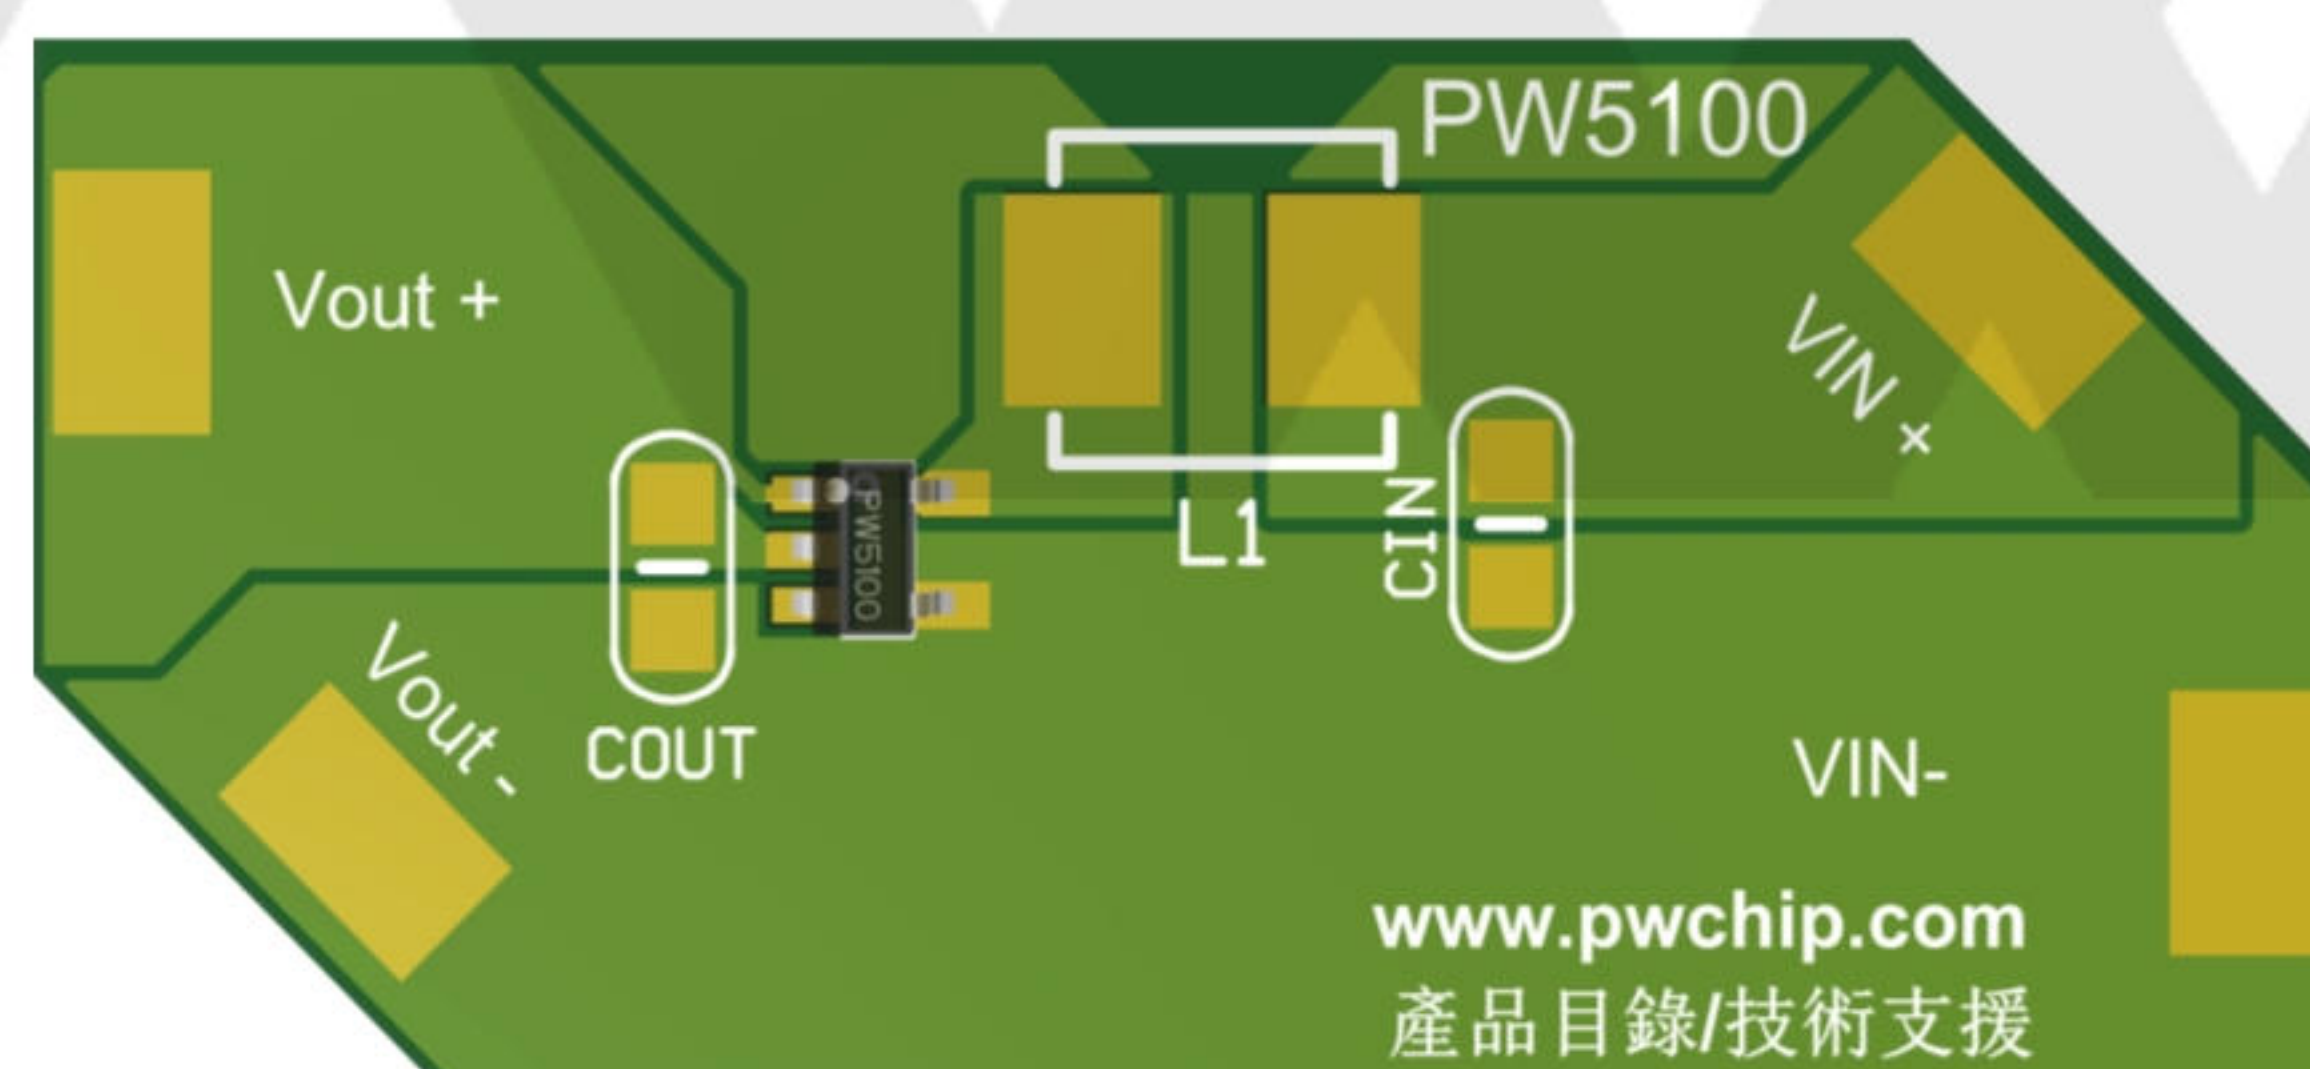 PW5100
Vout +
VIN +
PW5100
L1
CIN
Vout -
COUT
VIN-
www.pwchip.com
產品目錄/技術支援